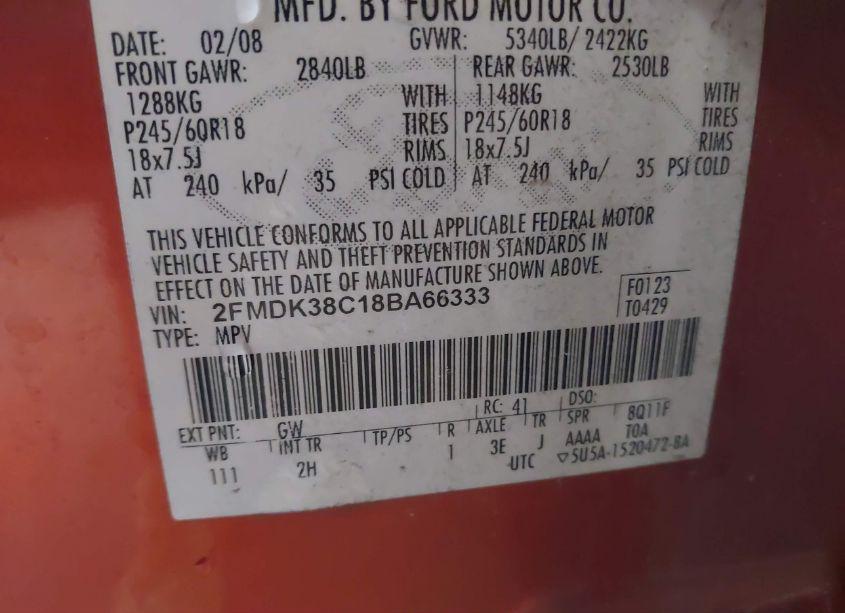 MFD. BY FORD MOTOR CO.
DATE: 02/08 GVWR: 5340LB/ 2422KG
FRONT GAWR: 2840LB REAR GAWR: 2530LB
1288KG WITH 1148KG WITH
P245/60R18 TIRES P245/60R18 TIRES
18x7.5J RIMS 18x7.5J RIMS
AT 240 kPa/ 35 PSI COLD AT 240 kPa/ 35 PSI COLD
THIS VEHICLE CONFORMS TO ALL APPLICABLE FEDERAL MOTOR
VEHICLE SAFETY AND THEFT PREVENTION STANDARDS IN
EFFECT ON THE DATE OF MANUFACTURE SHOWN ABOVE.
VIN: 2FMDK38C18BA66333 F0123
TYPE: MPV T0429
EXT PNT: GW RC: 41 DSO:
WB INT TR TP/PS R AXLE TR SPR 8Q11F
111 2H 1 3E J AAAA T0A
UTC ▽5U5A-1520472-BA